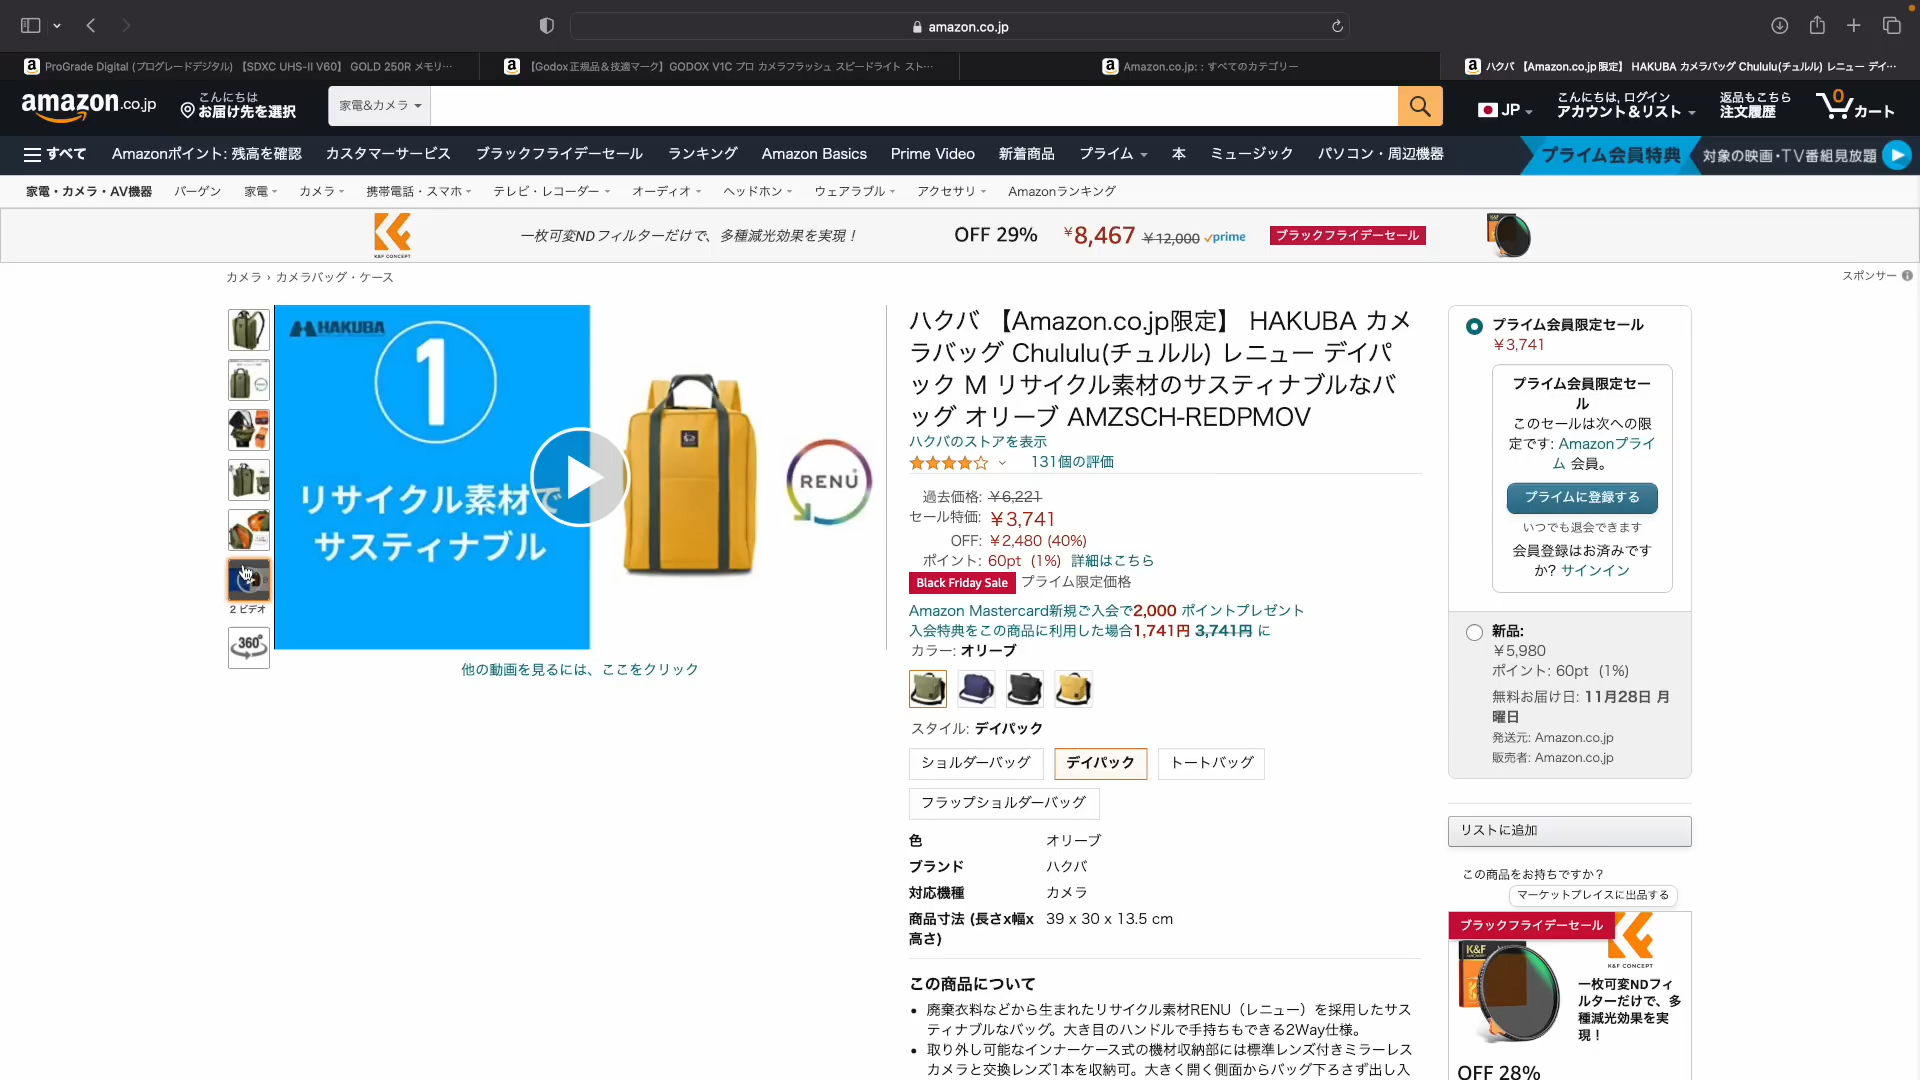 amazon.co.jp
ProGrade Digital (プログレードデジタル) 【SDXC UHS-II V60】 GOLD 250R メモリ…
【Godox正規品&技適マーク】GODOX V1C プロ カメラフラッシュ スピードライト スト…
Amazon.co.jp: : すべてのカテゴリー
ハクバ 【Amazon.co.jp限定】 HAKUBA カメラバッグ Chululu(チュルル) レニュー デイ…
amazon.co.jp
こんにちは
お届け先を選択
家電&カメラ
JP
こんにちは, ログイン
アカウント&リスト
返品もこちら
注文履歴
0
カート
すべて
Amazonポイント: 残高を確認
カスタマーサービス
ブラックフライデーセール
ランキング
Amazon Basics
Prime Video
新着商品
プライム
本
ミュージック
パソコン・周辺機器
プライム会員特典
対象の映画・TV番組見放題
家電・カメラ・AV機器
バーゲン
家電
カメラ
携帯電話・スマホ
テレビ・レコーダー
オーディオ
ヘッドホン
ウェアラブル
アクセサリ
Amazonランキング
K&F CONCEPT
一枚可変NDフィルターだけで、多種減光効果を実現！
OFF 29%
¥8,467 ¥12,000 prime
ブラックフライデーセール
カメラ › カメラバッグ・ケース
スポンサー
HAKUBA
1
リサイクル素材で
サスティナブル
RENU
2 ビデオ
360°
他の動画を見るには、ここをクリック
ハクバ 【Amazon.co.jp限定】 HAKUBA カメ
ラバッグ Chululu(チュルル) レニュー デイパ
ック M リサイクル素材のサスティナブルなバ
ッグ オリーブ AMZSCH-REDPMOV
ハクバのストアを表示
131個の評価
過去価格: ¥6,221
セール特価: ¥3,741
OFF: ¥2,480 (40%)
ポイント: 60pt (1%) 詳細はこちら
Black Friday Sale プライム限定価格
Amazon Mastercard新規ご入会で2,000 ポイントプレゼント
入会特典をこの商品に利用した場合1,741円 3,741円 に
カラー: オリーブ
スタイル: デイパック
ショルダーバッグ
デイパック
トートバッグ
フラップショルダーバッグ
色 オリーブ
ブランド ハクバ
対応機種 カメラ
商品寸法 (長さx幅x 39 x 30 x 13.5 cm
高さ)
この商品について
• 廃棄衣料などから生まれたリサイクル素材RENU（レニュー）を採用したサス
ティナブルなバッグ。大き目のハンドルで手持ちもできる2Way仕様。
• 取り外し可能なインナーケース式の機材収納部には標準レンズ付きミラーレス
カメラと交換レンズ1本を収納可。大きく開く側面からバッグ下ろさず出し入
プライム会員限定セール
¥3,741
プライム会員限定セー
ル
このセールは次への限
定です: Amazonプライ
ム 会員。
プライムに登録する
いつでも退会できます
会員登録はお済みです
か? サインイン
新品:
¥5,980
ポイント: 60pt (1%)
無料お届け日: 11月28日 月
曜日
発送元: Amazon.co.jp
販売者: Amazon.co.jp
リストに追加
この商品をお持ちですか？
マーケットプレイスに出品する
ブラックフライデーセール
K&F
K&F CONCEPT
一枚可変NDフィ
ルターだけで、多
種減光効果を実
現！
OFF 28%